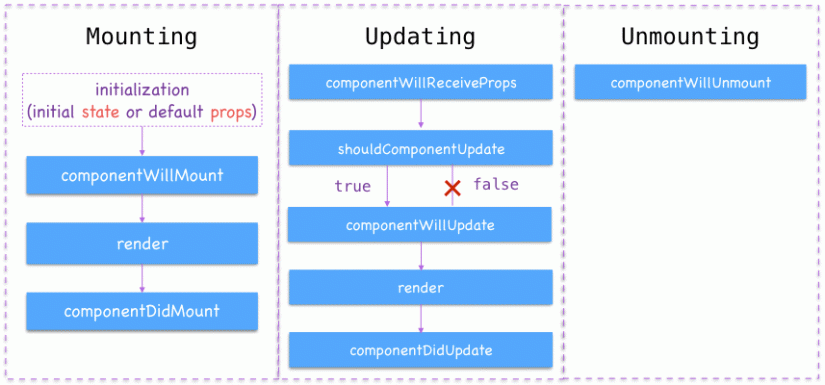 Mounting
initialization
(initial state or default props)
componentWillMount
render
componentDidMount
Updating
componentWillReceiveProps
shouldComponentUpdate
true
false
componentWillUpdate
render
componentDidUpdate
Unmounting
componentWillUnmount